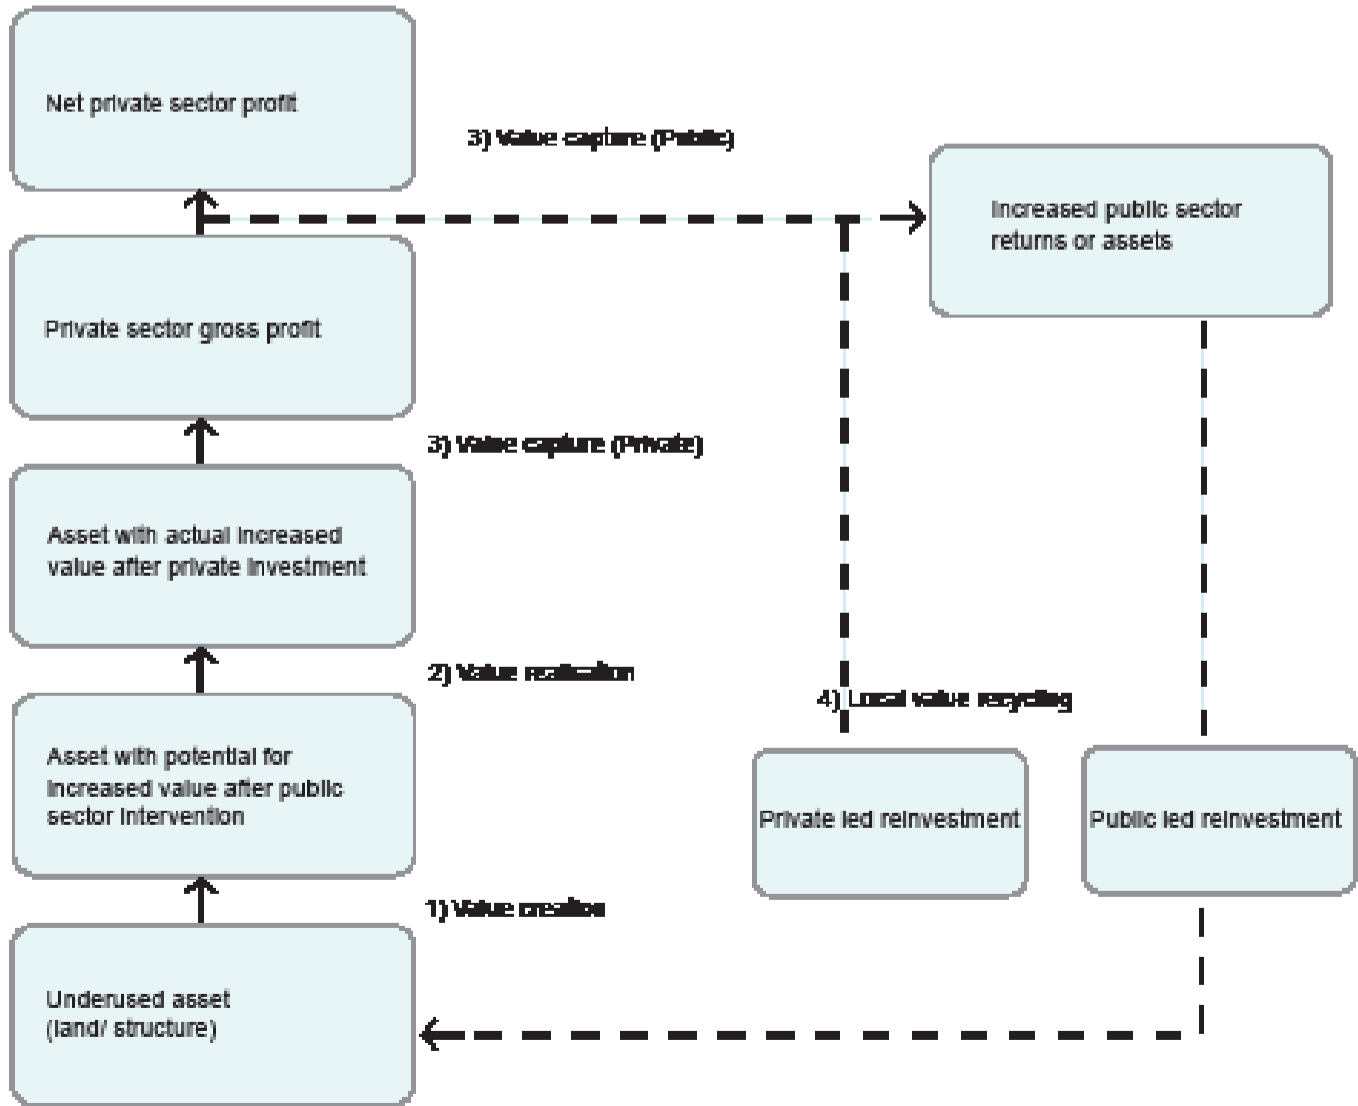 Net private sector profit
3) Value capture (Public)
Increased public sector
returns or assets
Private sector gross profit
3) Value capture (Private)
Asset with actual increased
value after private investment
2) Value realisation
4) Local value recycling
Asset with potential for
increased value after public
sector intervention
Private led reinvestment
Public led reinvestment
1) Value creation
Underused asset
(land/ structure)